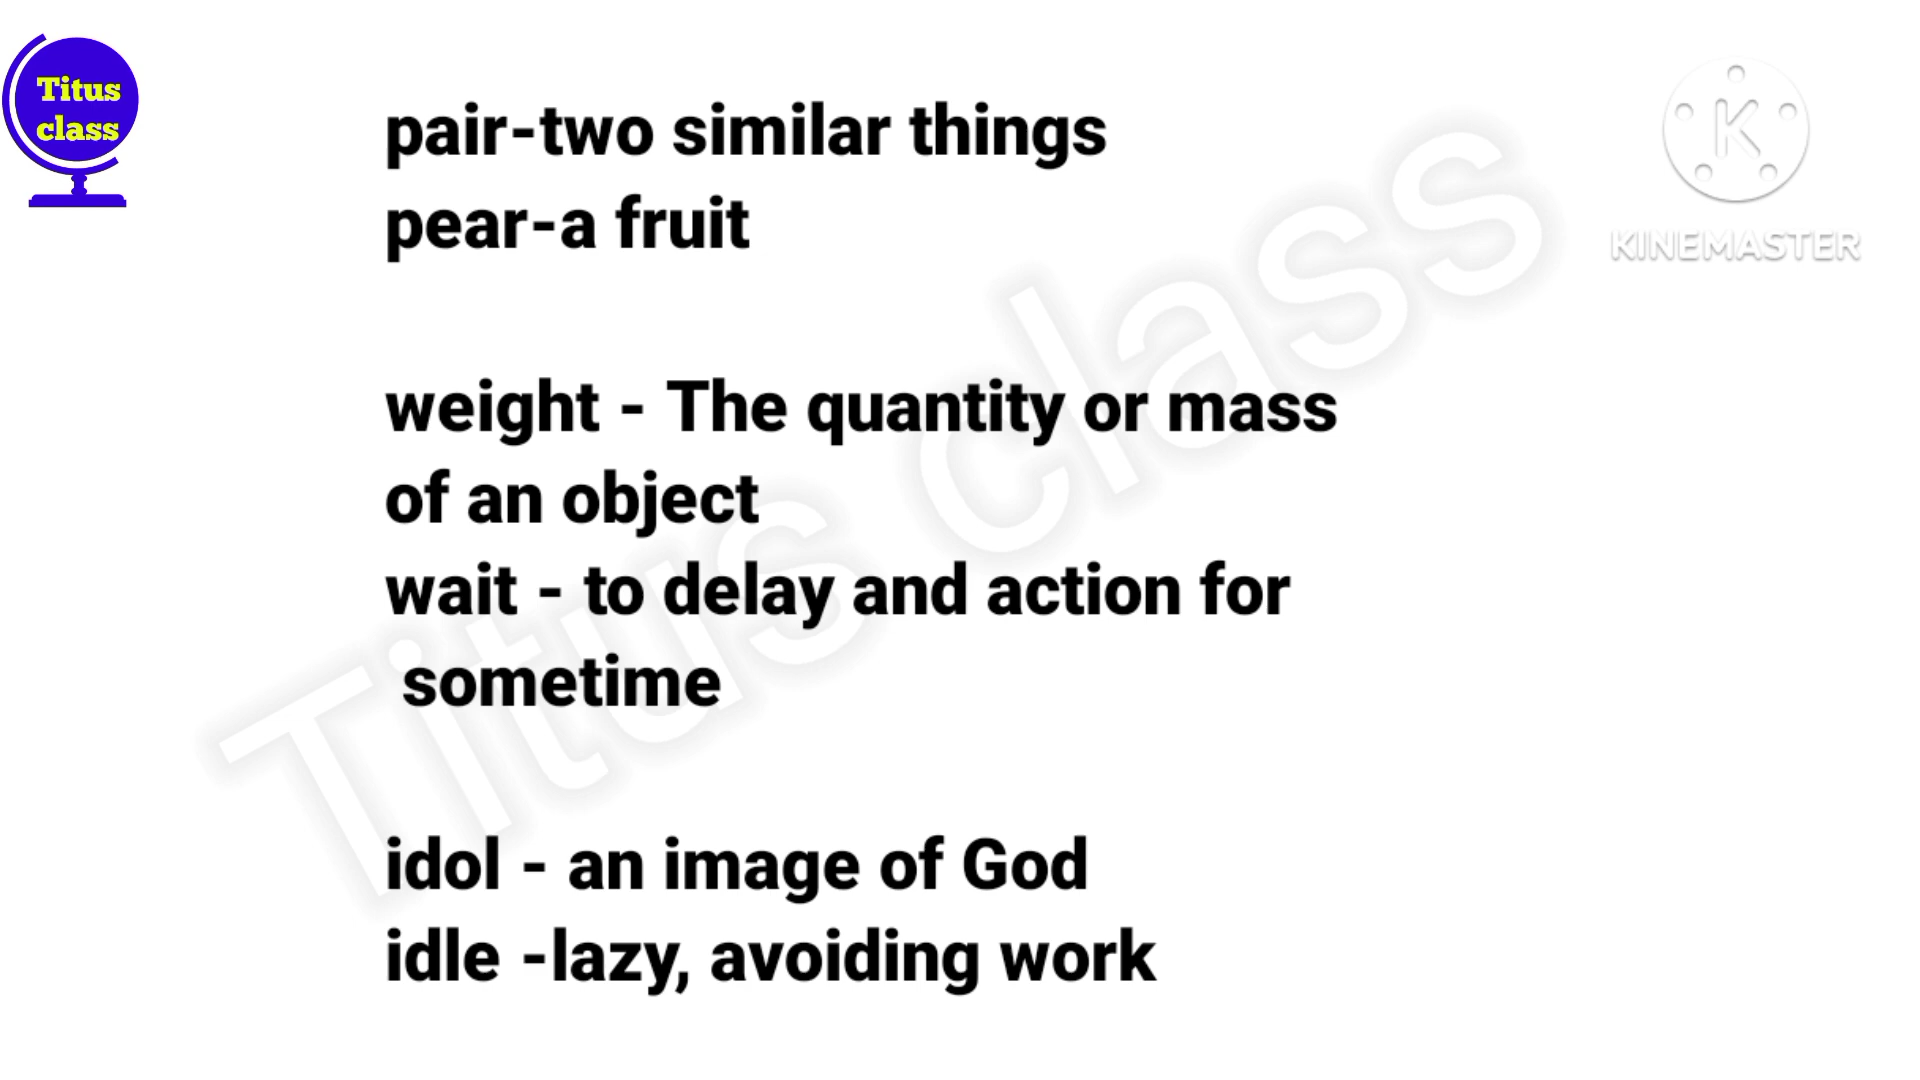 Titus
class
pair-two similar things
pear-a fruit
K
KINEMASTER
weight - The quantity or mass
of an object
wait - to delay and action for
sometime
idol - an image of God
idle -lazy, avoiding work
Titus class